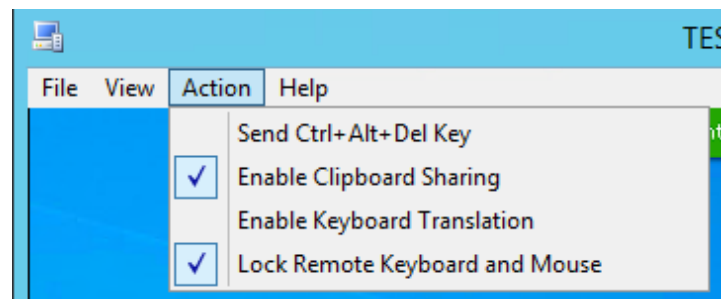 TES
File View Action Help
Send Ctrl+Alt+Del Key
Enable Clipboard Sharing
Enable Keyboard Translation
Lock Remote Keyboard and Mouse